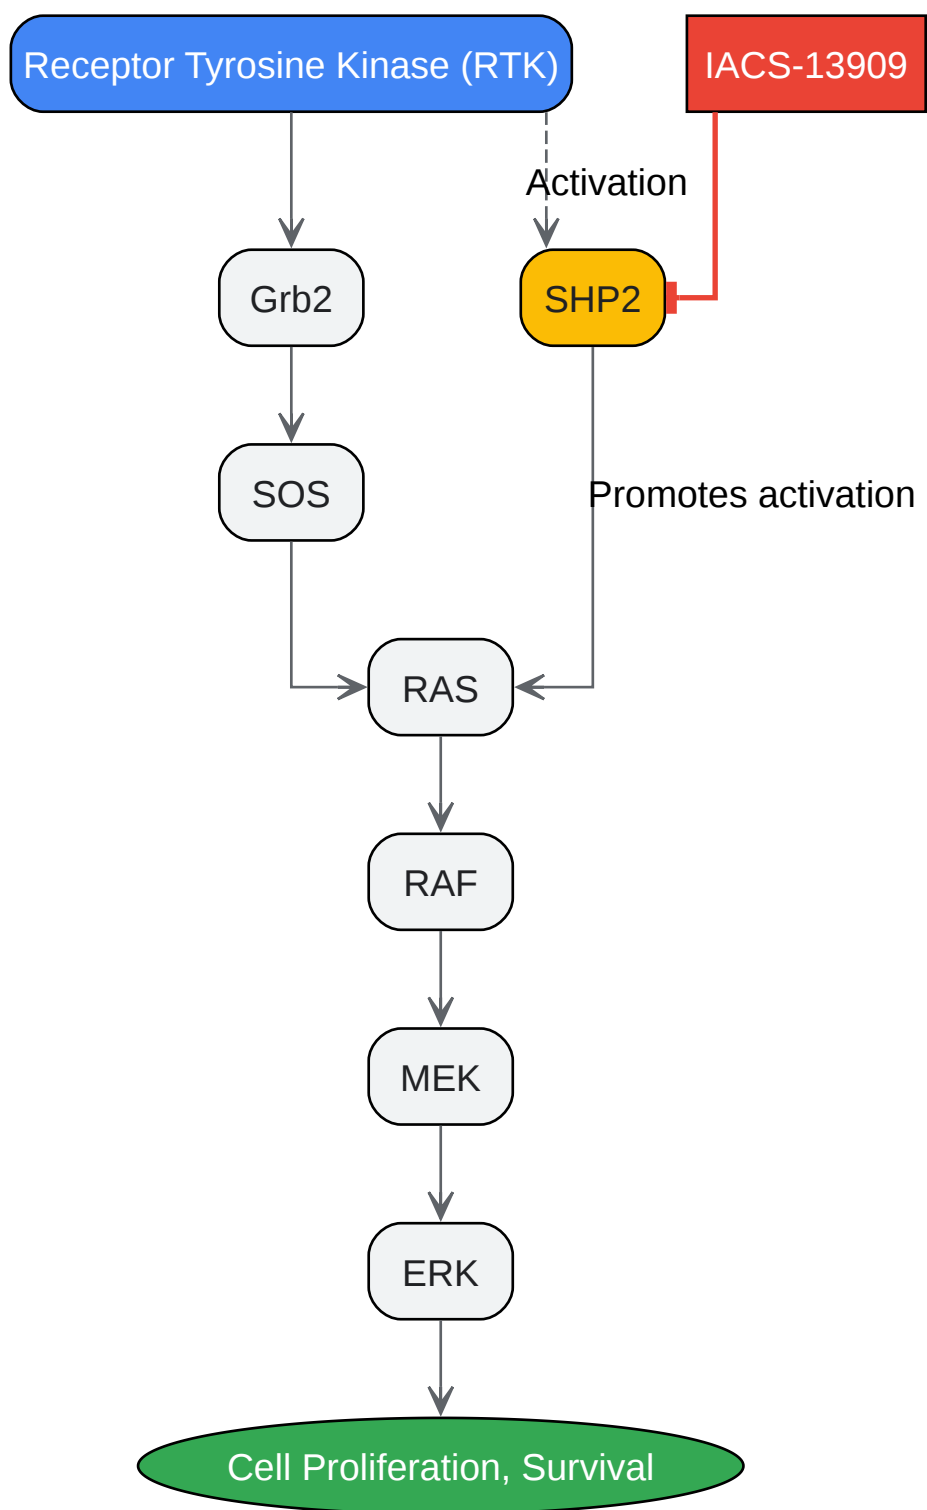 Receptor Tyrosine Kinase (RTK)
IACS-13909
Activation
Grb2
SHP2
SOS
Promotes activation
RAS
RAF
MEK
ERK
Cell Proliferation, Survival